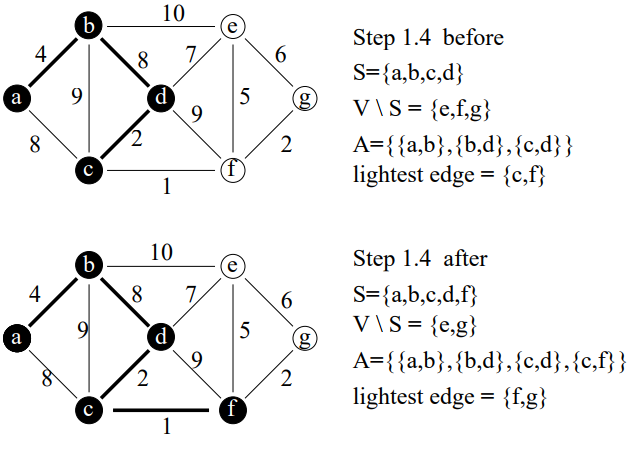 10
b
e
4
8
7
6
Step 1.4 before
S={a,b,c,d}
a
9
d
5
g
V \ S = {e,f,g}
9
8
2
2
A={{a,b},{b,d},{c,d}}
c
f
lightest edge = {c,f}
1
10
b
e
Step 1.4 after
4
8
7
6
S={a,b,c,d,f}
a
9
d
5
g
V \ S = {e,g}
9
8
2
2
A={{a,b},{b,d},{c,d},{c,f}}
c
f
lightest edge = {f,g}
1